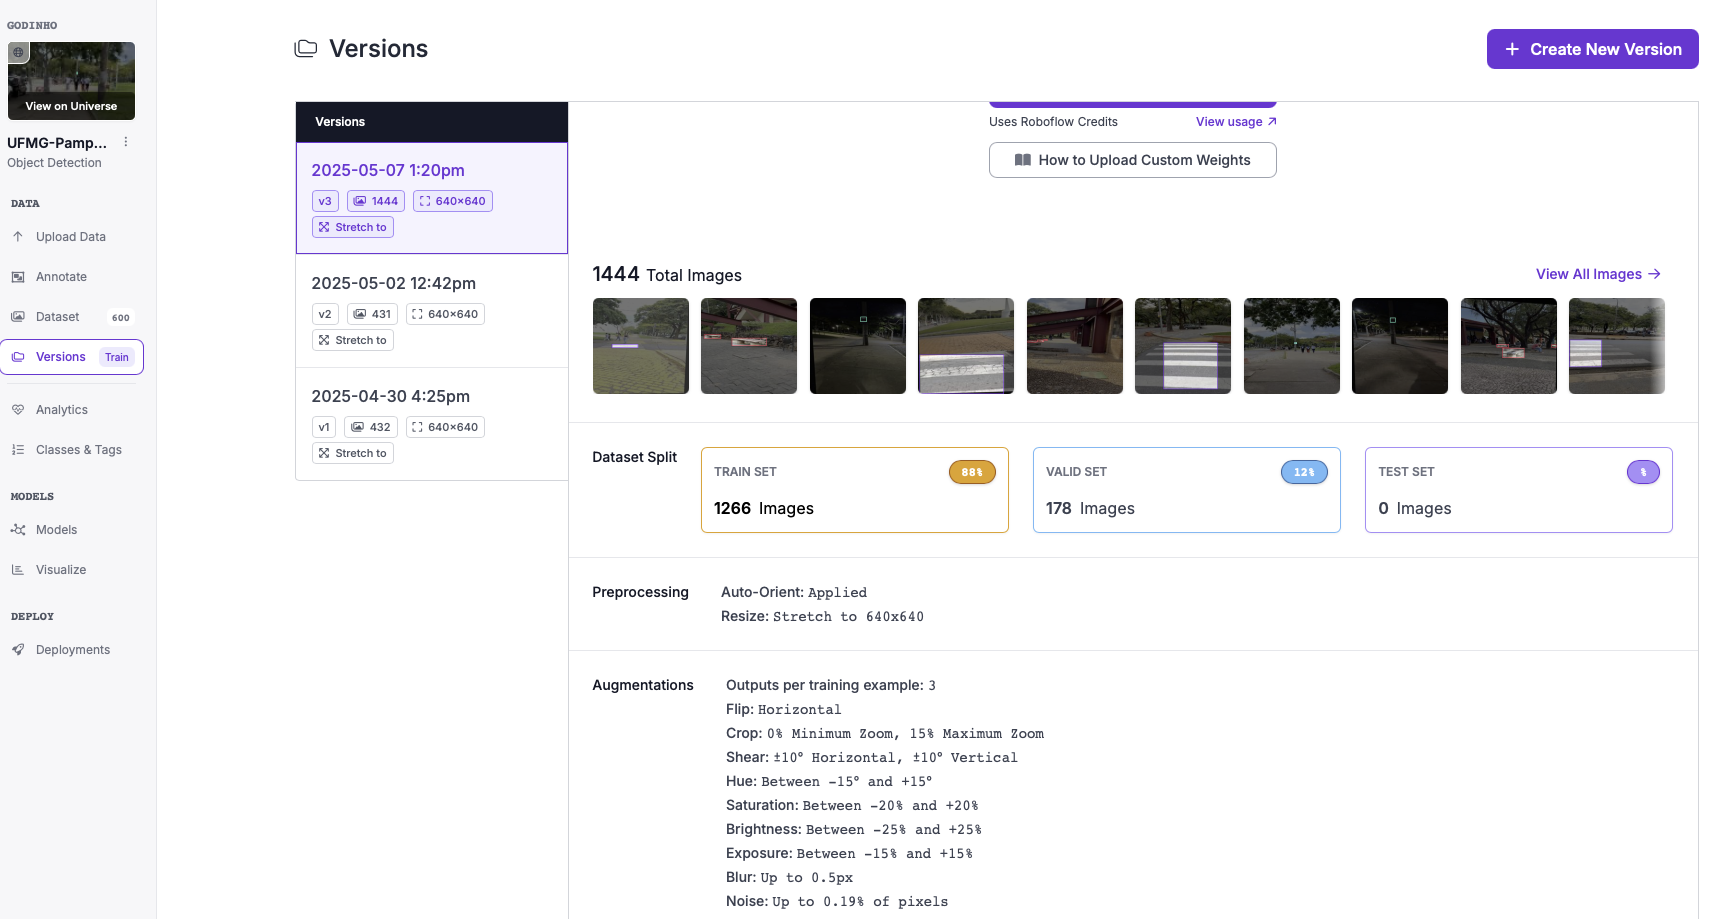 GODINHO
View on Universe
UFMG-Pamp...
Object Detection
DATA
Upload Data
Annotate
Dataset 600
Versions Train
Analytics
Classes & Tags
MODELS
Models
Visualize
DEPLOY
Deployments
Versions
+ Create New Version
Versions
2025-05-07 1:20pm
v3 1444 640×640
Stretch to
2025-05-02 12:42pm
v2 431 640×640
Stretch to
2025-04-30 4:25pm
v1 432 640×640
Stretch to
Uses Roboflow Credits View usage
How to Upload Custom Weights
1444 Total Images View All Images →
Dataset Split
TRAIN SET 88%
1266 Images
VALID SET 12%
178 Images
TEST SET %
0 Images
Preprocessing
Auto-Orient: Applied
Resize: Stretch to 640x640
Augmentations
Outputs per training example: 3
Flip: Horizontal
Crop: 0% Minimum Zoom, 15% Maximum Zoom
Shear: ±10° Horizontal, ±10° Vertical
Hue: Between -15° and +15°
Saturation: Between -20% and +20%
Brightness: Between -25% and +25%
Exposure: Between -15% and +15%
Blur: Up to 0.5px
Noise: Up to 0.19% of pixels